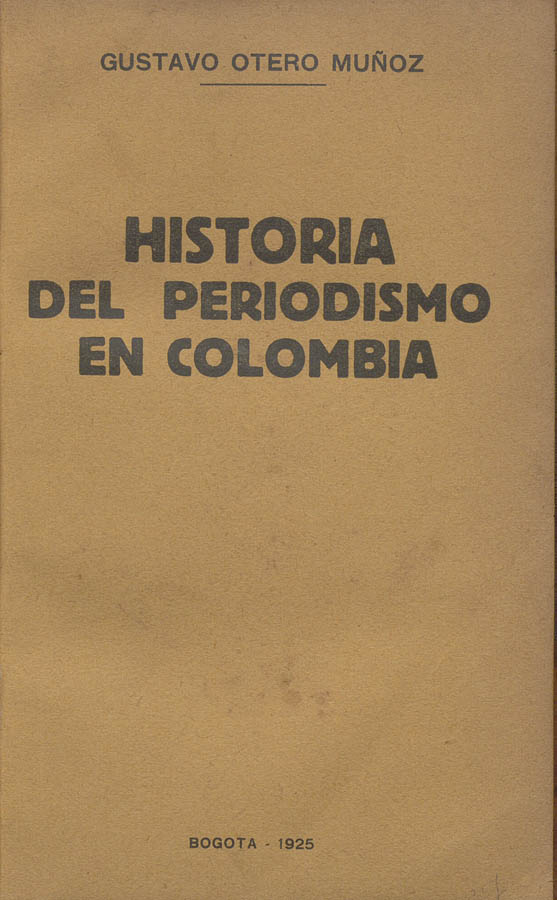 GUSTAVO OTERO MUÑOZ
HISTORIA
DEL PERIODISMO
EN COLOMBIA
BOGOTA - 1925